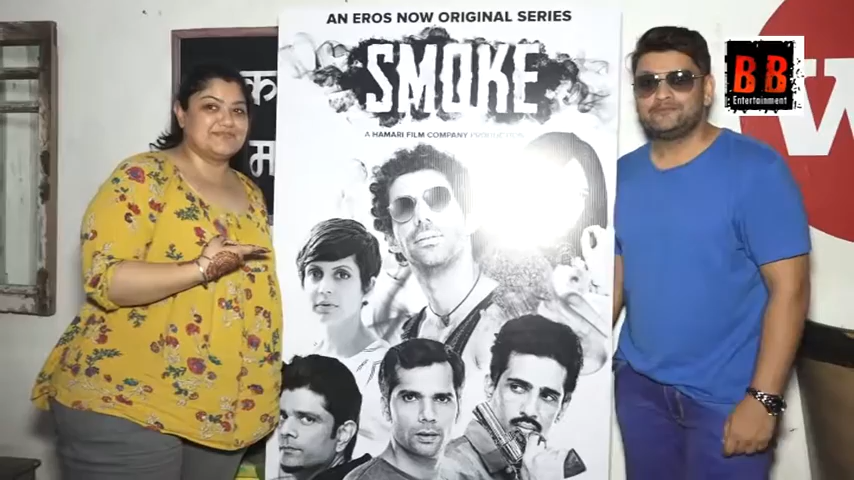 AN EROS NOW ORIGINAL SERIES
SMOKE
A HAMARI FILM COMPANY PRODUCTION
BB
Entertainment
W